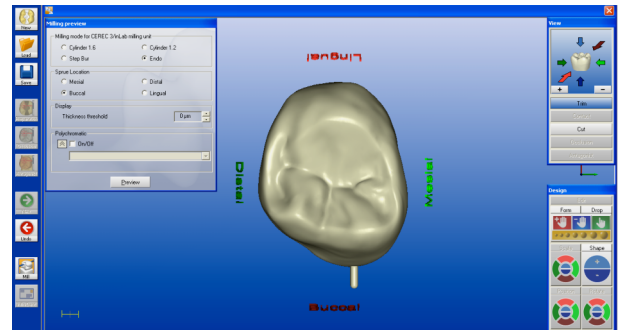 Milling preview
Milling mode for CEREC 3/inLab milling unit
Cylinder 1.6
Cylinder 1.2
Step Bur
Endo
Sprue Location
Mesial
Distal
Buccal
Lingual
Display
Thickness threshold
0 µm
Polychromatic
On/Off
Preview
New
Load
Save
Undo
Mill
Lingual
Distal
Mesial
Buccal
View
+
−
Trim
Cut
Design
Form
Drop
Shape